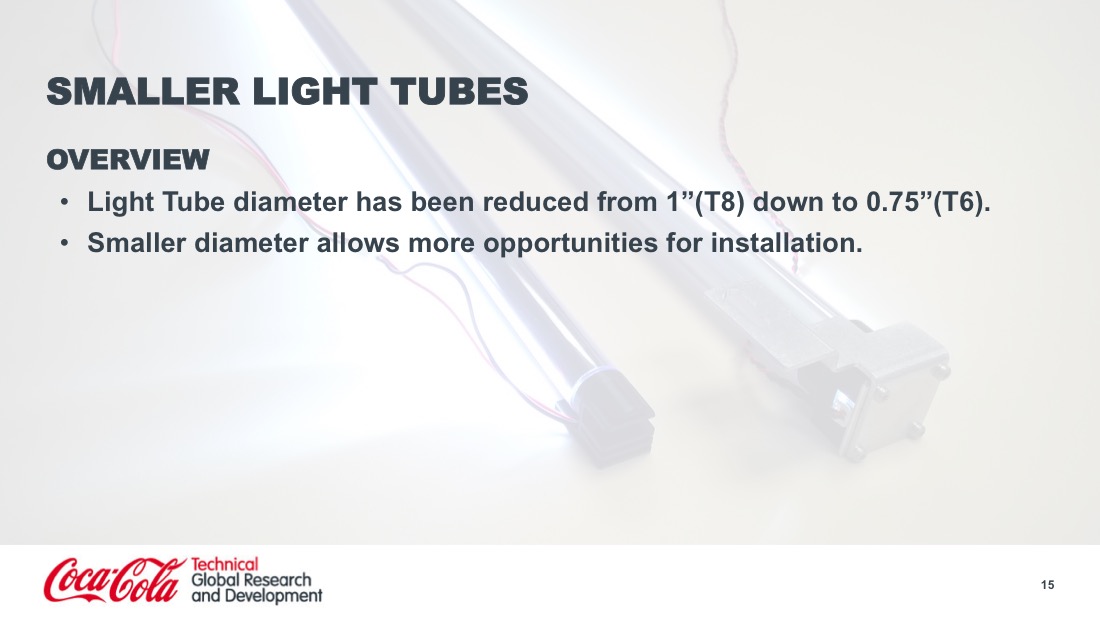 SMALLER LIGHT TUBES
OVERVIEW
• Light Tube diameter has been reduced from 1”(T8) down to 0.75”(T6).
• Smaller diameter allows more opportunities for installation.
Coca-Cola
Technical
Global Research
and Development
15